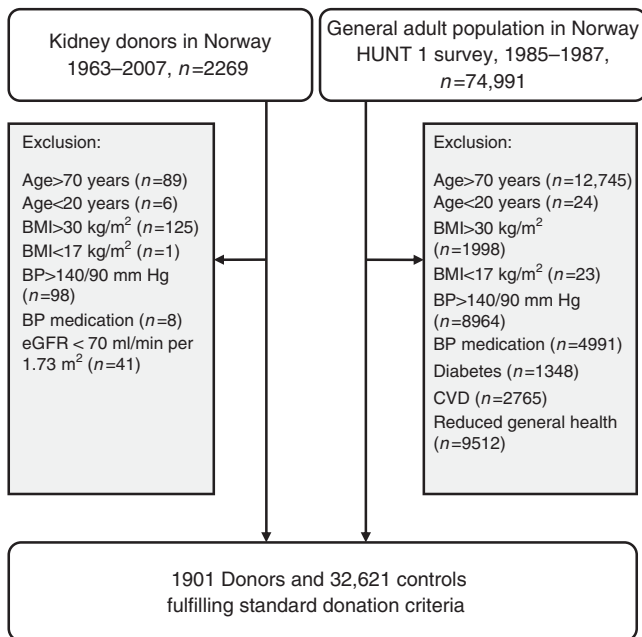 Kidney donors in Norway
1963–2007, n=2269
General adult population in Norway
HUNT 1 survey, 1985–1987,
n=74,991
Exclusion:
Age>70 years (n=89)
Age<20 years (n=6)
BMI>30 kg/m² (n=125)
BMI<17 kg/m² (n=1)
BP>140/90 mm Hg
(n=98)
BP medication (n=8)
eGFR < 70 ml/min per
1.73 m² (n=41)
Exclusion:
Age>70 years (n=12,745)
Age<20 years (n=24)
BMI>30 kg/m²
(n=1998)
BMI<17 kg/m² (n=23)
BP>140/90 mm Hg
(n=8964)
BP medication (n=4991)
Diabetes (n=1348)
CVD (n=2765)
Reduced general health
(n=9512)
1901 Donors and 32,621 controls
fulfilling standard donation criteria